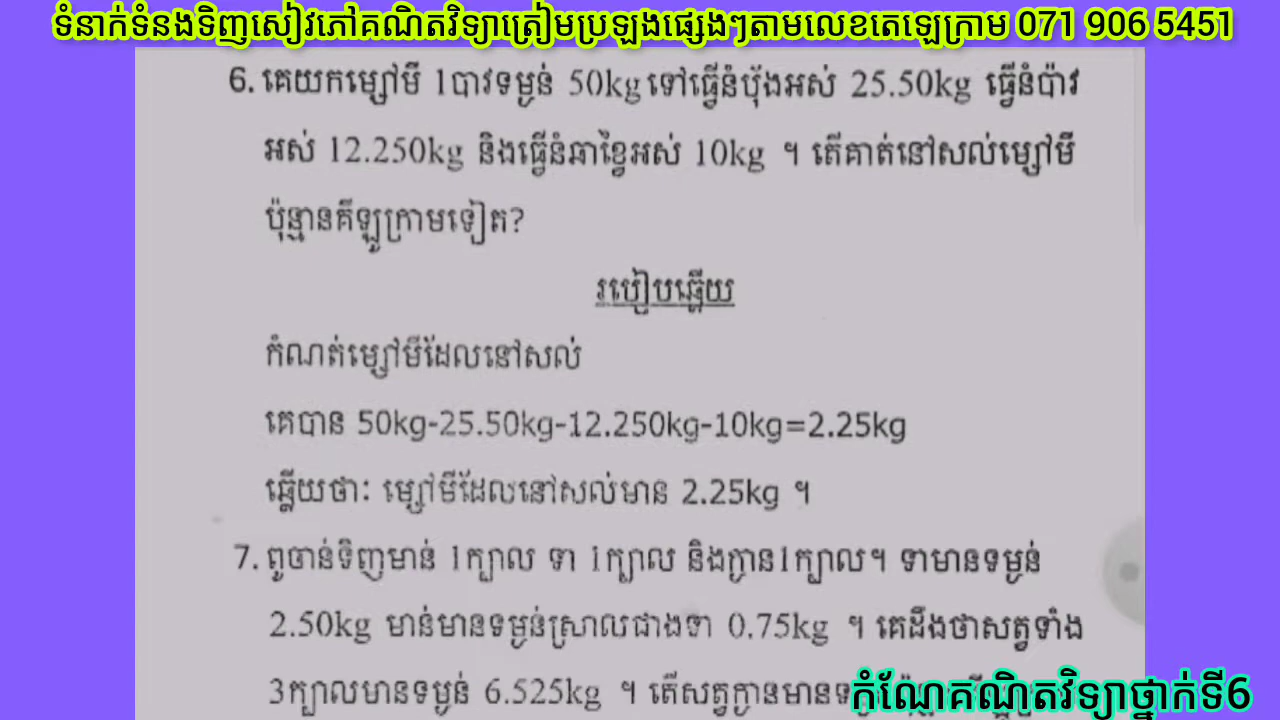 ទំនាក់ទំនងទិញសៀវភៅគណិតវិទ្យាត្រៀមប្រឡងផ្សេងៗតាមលេខតេឡេក្រាម 071 906 5451
6. គេយកម្សៅមី 1បាវទម្ងន់ 50kg ទៅធ្វើនំបុ័ងអស់ 25.50kg ធ្វើនំប៉ាវ
អស់ 12.250kg និងធ្វើនំឆាខ្វៃអស់ 10kg ។ តើគាត់នៅសល់ម្សៅមី
ប៉ុន្មានគីឡូក្រាមទៀត?
របៀបឆ្លើយ
កំណត់ម្សៅមីដែលនៅសល់
គេបាន 50kg-25.50kg-12.250kg-10kg=2.25kg
ឆ្លើយថា: ម្សៅមីដែលនៅសល់មាន 2.25kg ។
7. ពូចាន់ទិញមាន់ 1ក្បាល ទា 1ក្បាល និងក្ងាន1ក្បាល។ ទាមានទម្ងន់
2.50kg មាន់មានទម្ងន់ស្រាលជាងទា 0.75kg ។ គេដឹងថាសត្វទាំង
3ក្បាលមានទម្ងន់ 6.525kg ។ តើសត្វក្ងានមាន
កំណែគណិតវិទ្យាថ្នាក់ទី6